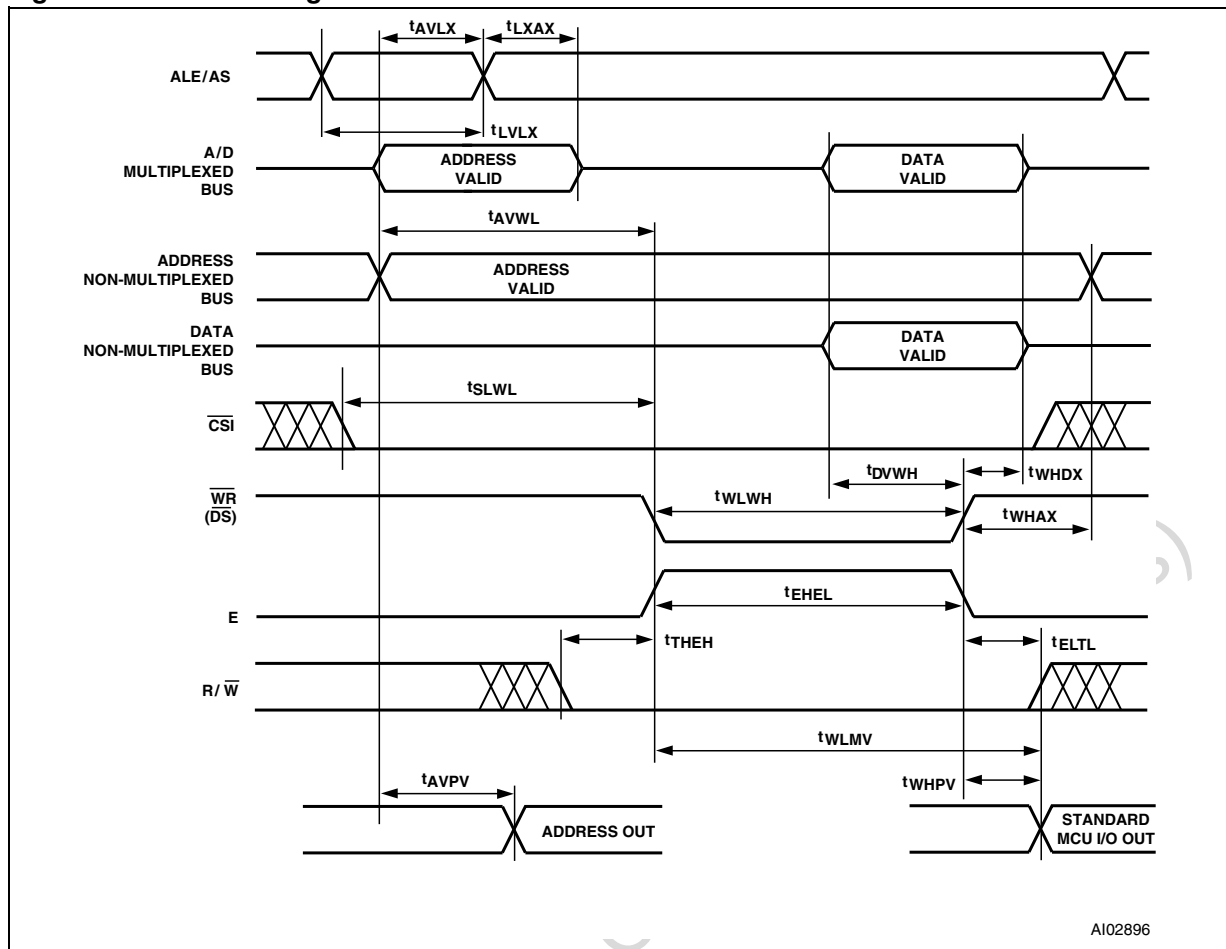 tAVLX
tLXAX
ALE/AS
tLVLX
A/D
MULTIPLEXED
BUS
ADDRESS
VALID
DATA
VALID
tAVWL
ADDRESS
NON-MULTIPLEXED
BUS
ADDRESS
VALID
DATA
NON-MULTIPLEXED
BUS
DATA
VALID
tSLWL
CSI
tDVWH
tWHDX
WR
(DS)
tWLWH
tWHAX
tEHEL
E
tTHEH
tELTL
R/W
tWLMV
tAVPV
tWHPV
ADDRESS OUT
STANDARD
MCU I/O OUT
AI02896